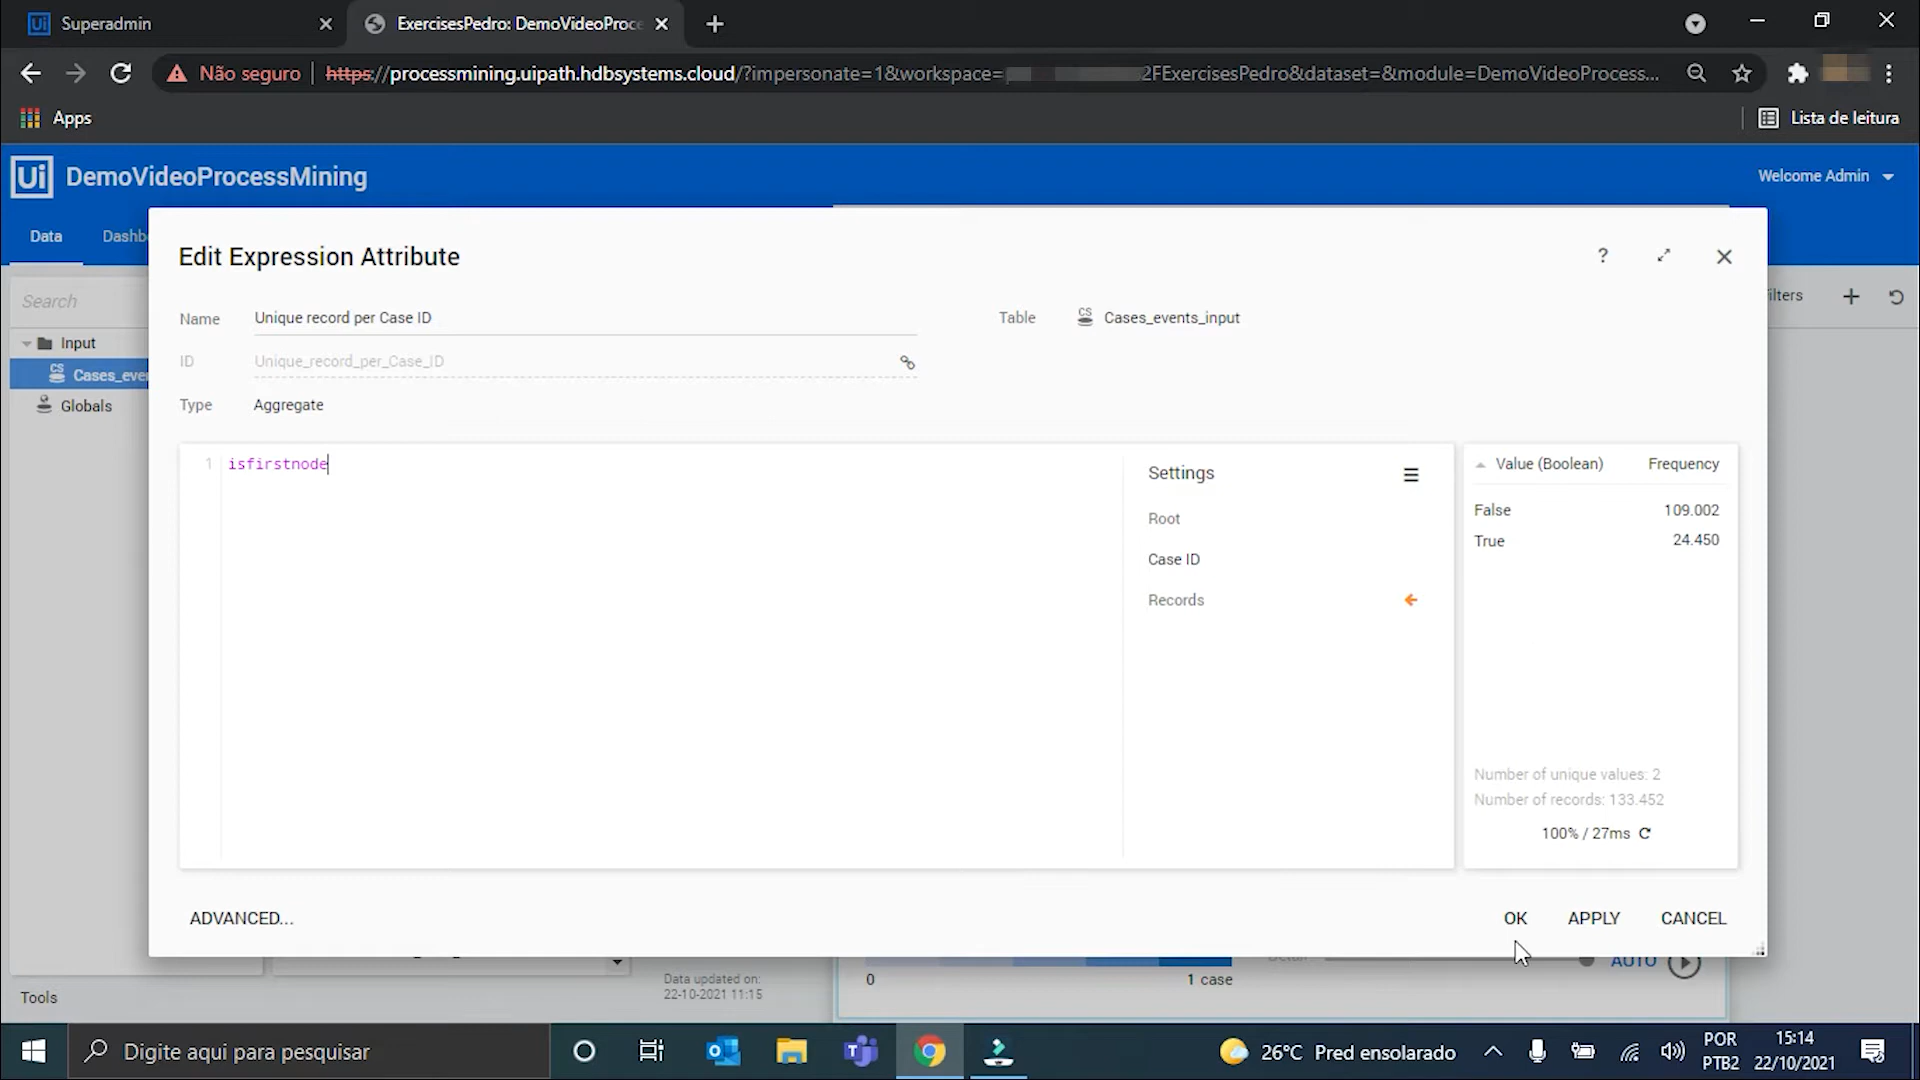 Superadmin
ExercisesPedro: DemoVideoProce
Não seguro https://processmining.uipath.hdbsystems.cloud/?impersonate=1&workspace= 2FExercisesPedro&dataset=&module=DemoVideoProcess...
Apps Lista de leitura
Ui DemoVideoProcessMining Welcome Admin
Data Dashb
Search
Input
CS Cases_ever
Globals
ilters
Edit Expression Attribute ?
Name Unique record per Case ID Table CS Cases_events_input
ID Unique_record_per_Case_ID
Type Aggregate
1 isfirstnode
Settings
Root
Case ID
Records
Value (Boolean) Frequency
False 109.002
True 24.450
Number of unique values: 2
Number of records: 133.452
100% / 27ms
ADVANCED... OK APPLY CANCEL
Data updated on:
22-10-2021 11:15
0 1 case
AUTO
Tools
Digite aqui para pesquisar
26°C Pred ensolarado
POR
PTB2
15:14
22/10/2021